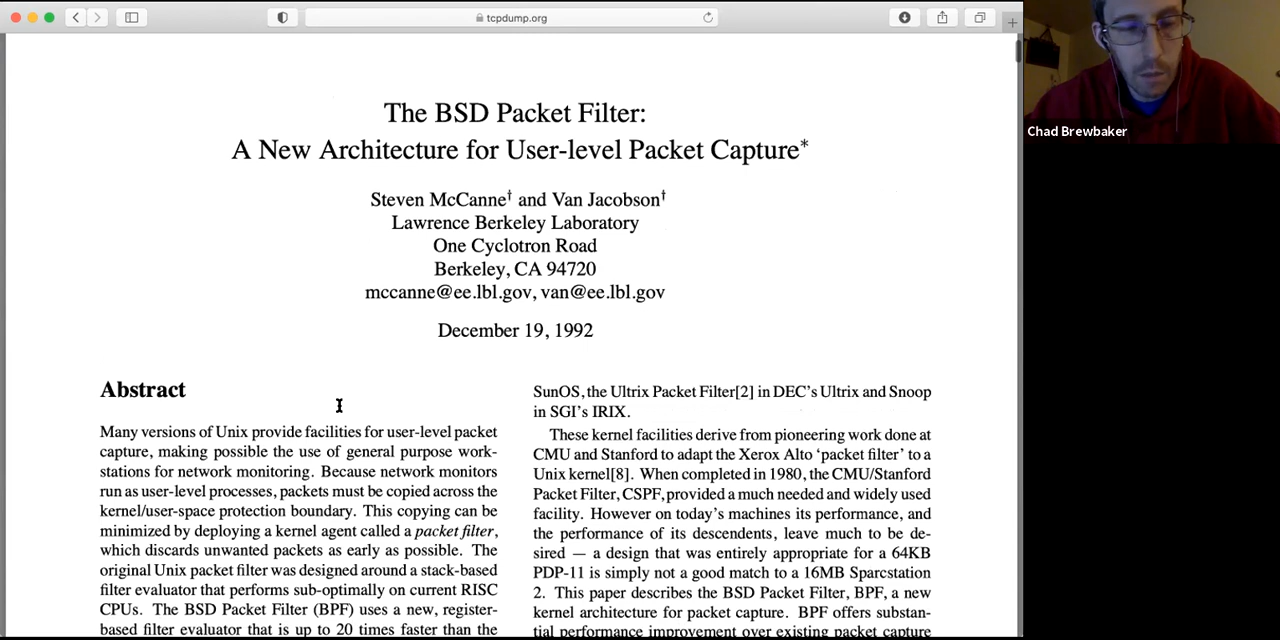 tcpdump.org
The BSD Packet Filter:
A New Architecture for User-level Packet Capture*
Steven McCanne† and Van Jacobson†
Lawrence Berkeley Laboratory
One Cyclotron Road
Berkeley, CA 94720
mccanne@ee.lbl.gov, van@ee.lbl.gov
December 19, 1992
Abstract
Many versions of Unix provide facilities for user-level packet
capture, making possible the use of general purpose work-
stations for network monitoring. Because network monitors
run as user-level processes, packets must be copied across the
kernel/user-space protection boundary. This copying can be
minimized by deploying a kernel agent called a packet filter,
which discards unwanted packets as early as possible. The
original Unix packet filter was designed around a stack-based
filter evaluator that performs sub-optimally on current RISC
CPUs. The BSD Packet Filter (BPF) uses a new, register-
based filter evaluator that is up to 20 times faster than the
SunOS, the Ultrix Packet Filter[2] in DEC's Ultrix and Snoop
in SGI's IRIX.
These kernel facilities derive from pioneering work done at
CMU and Stanford to adapt the Xerox Alto 'packet filter' to a
Unix kernel[8]. When completed in 1980, the CMU/Stanford
Packet Filter, CSPF, provided a much needed and widely used
facility. However on today's machines its performance, and
the performance of its descendents, leave much to be de-
sired — a design that was entirely appropriate for a 64KB
PDP-11 is simply not a good match to a 16MB Sparcstation
2. This paper describes the BSD Packet Filter, BPF, a new
kernel architecture for packet capture. BPF offers substan-
tial performance improvement over existing packet capture
Chad Brewbaker